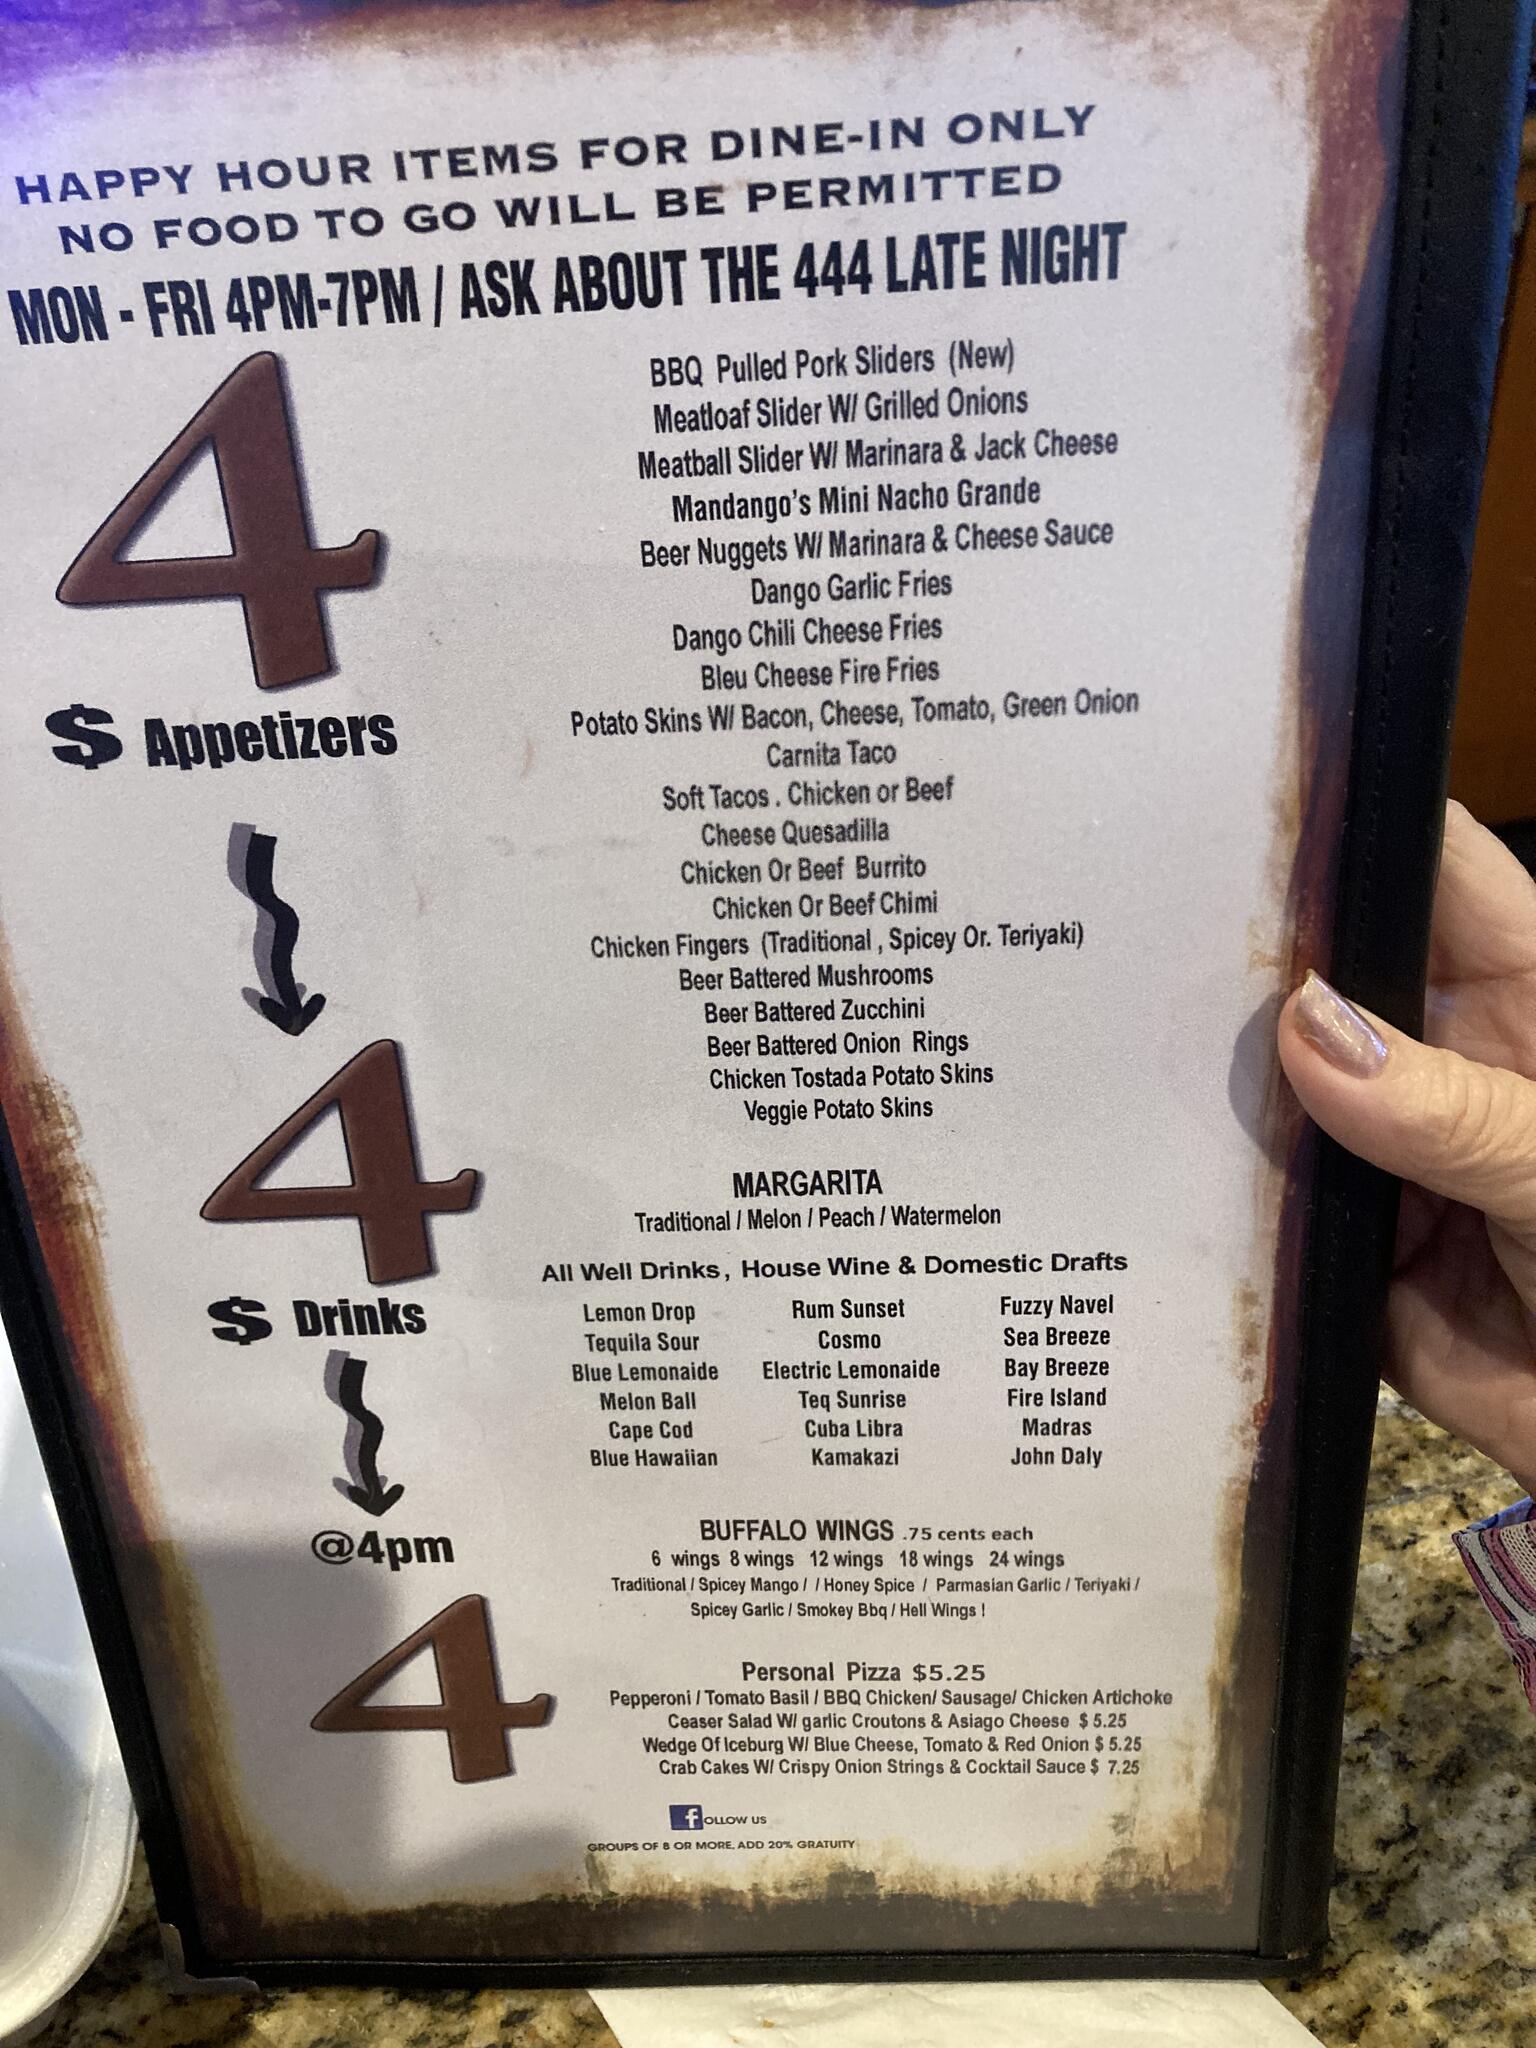 HAPPY HOUR ITEMS FOR DINE-IN ONLY
NO FOOD TO GO WILL BE PERMITTED
MON - FRI 4PM-7PM / ASK ABOUT THE 444 LATE NIGHT
4
$ Appetizers
BBQ Pulled Pork Sliders (New)
Meatloaf Slider W/ Grilled Onions
Meatball Slider W/ Marinara & Jack Cheese
Mandango's Mini Nacho Grande
Beer Nuggets W/ Marinara & Cheese Sauce
Dango Garlic Fries
Dango Chili Cheese Fries
Bleu Cheese Fire Fries
Potato Skins W/ Bacon, Cheese, Tomato, Green Onion
Carnita Taco
Soft Tacos . Chicken or Beef
Cheese Quesadilla
Chicken Or Beef Burrito
Chicken Or Beef Chimi
Chicken Fingers (Traditional , Spicey Or. Teriyaki)
Beer Battered Mushrooms
Beer Battered Zucchini
Beer Battered Onion Rings
Chicken Tostada Potato Skins
Veggie Potato Skins
4
$ Drinks
MARGARITA
Traditional / Melon / Peach / Watermelon
All Well Drinks, House Wine & Domestic Drafts
Lemon Drop Rum Sunset Fuzzy Navel
Tequila Sour Cosmo Sea Breeze
Blue Lemonaide Electric Lemonaide Bay Breeze
Melon Ball Teq Sunrise Fire Island
Cape Cod Cuba Libra Madras
Blue Hawaiian Kamakazi John Daly
@4pm
4
BUFFALO WINGS .75 cents each
6 wings 8 wings 12 wings 18 wings 24 wings
Traditional / Spicey Mango / / Honey Spice / Parmasian Garlic / Teriyaki /
Spicey Garlic / Smokey Bbq / Hell Wings !
Personal Pizza $5.25
Pepperoni / Tomato Basil / BBQ Chicken/ Sausage/ Chicken Artichoke
Ceaser Salad W/ garlic Croutons & Asiago Cheese $ 5.25
Wedge Of Iceburg W/ Blue Cheese, Tomato & Red Onion $ 5.25
Crab Cakes W/ Crispy Onion Strings & Cocktail Sauce $ 7.25
fOLLOW US
GROUPS OF 8 OR MORE, ADD 20% GRATUITY